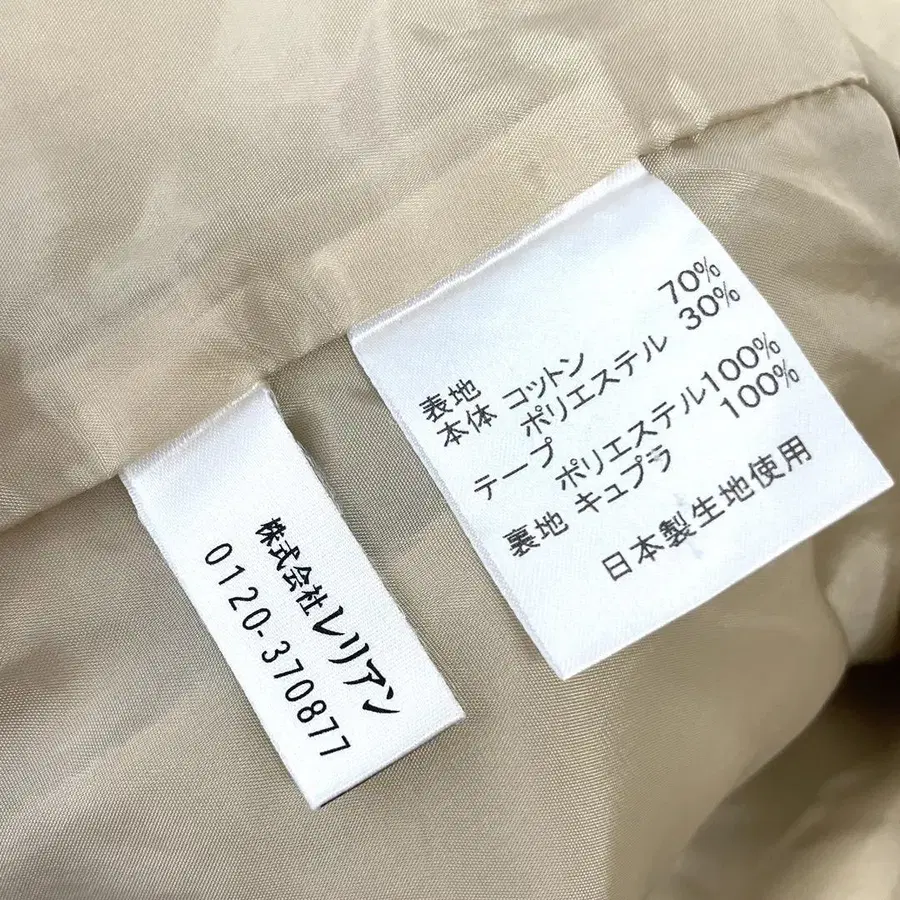 表地
本体 コットン 70%
ポリエステル 30%
テープ
ポリエステル100%
裏地 キュプラ 100%
日本製生地使用
株式会社レリアン
0120-370877